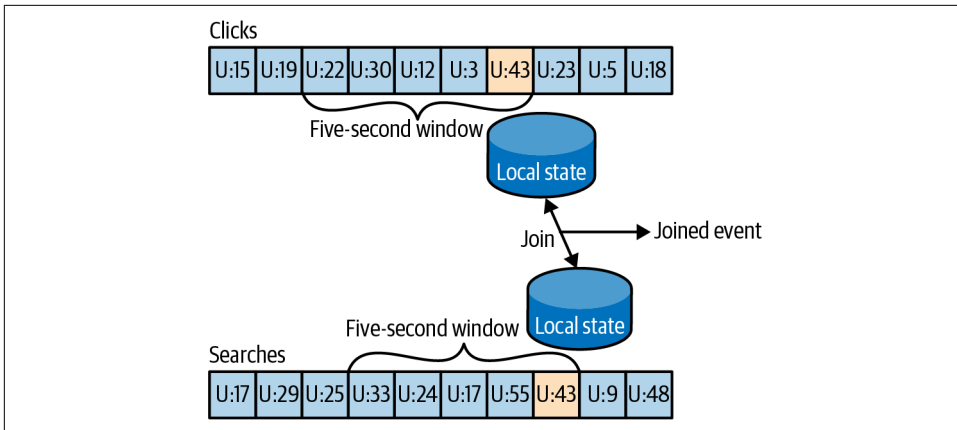 Clicks
U:15 U:19 U:22 U:30 U:12 U:3 U:43 U:23 U:5 U:18
Five-second window
Local state
Join
Joined event
Local state
Five-second window
Searches
U:17 U:29 U:25 U:33 U:24 U:17 U:55 U:43 U:9 U:48